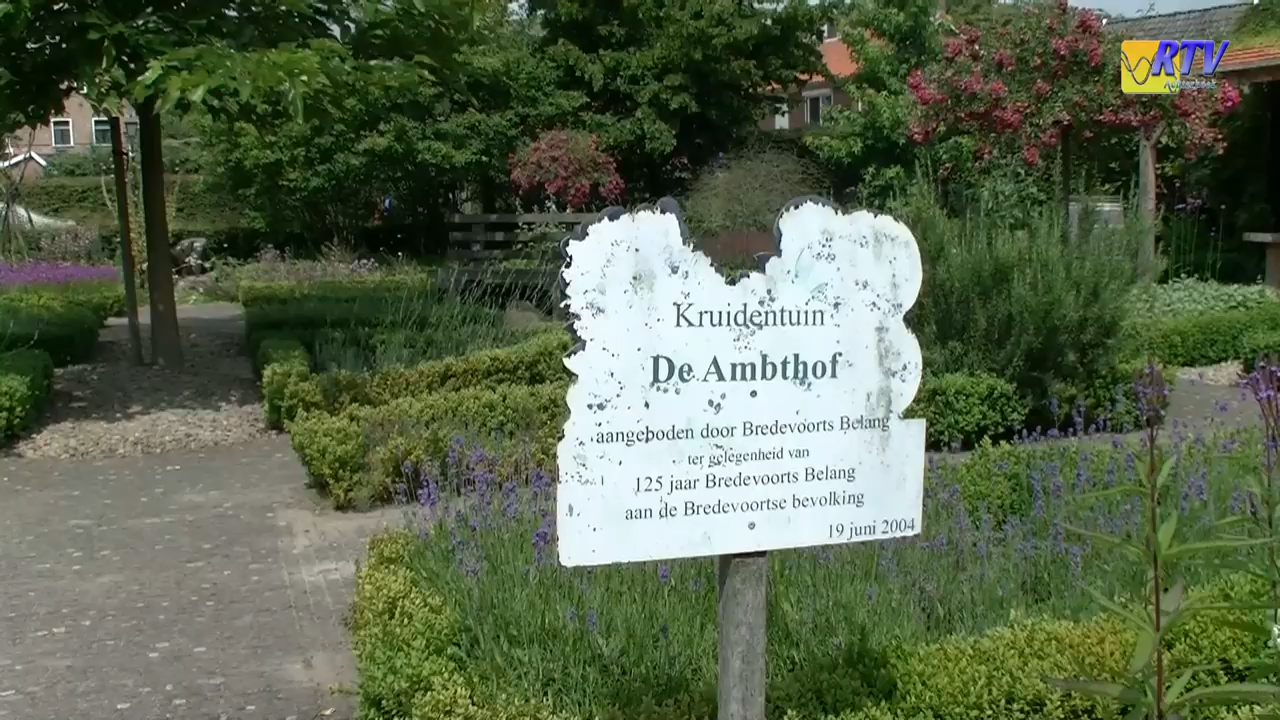 RTV
Kruidentuin
De Ambthof
aangeboden door Bredevoorts Belang
ter gelegenheid van
125 jaar Bredevoorts Belang
aan de Bredevoortse bevolking
19 juni 2004